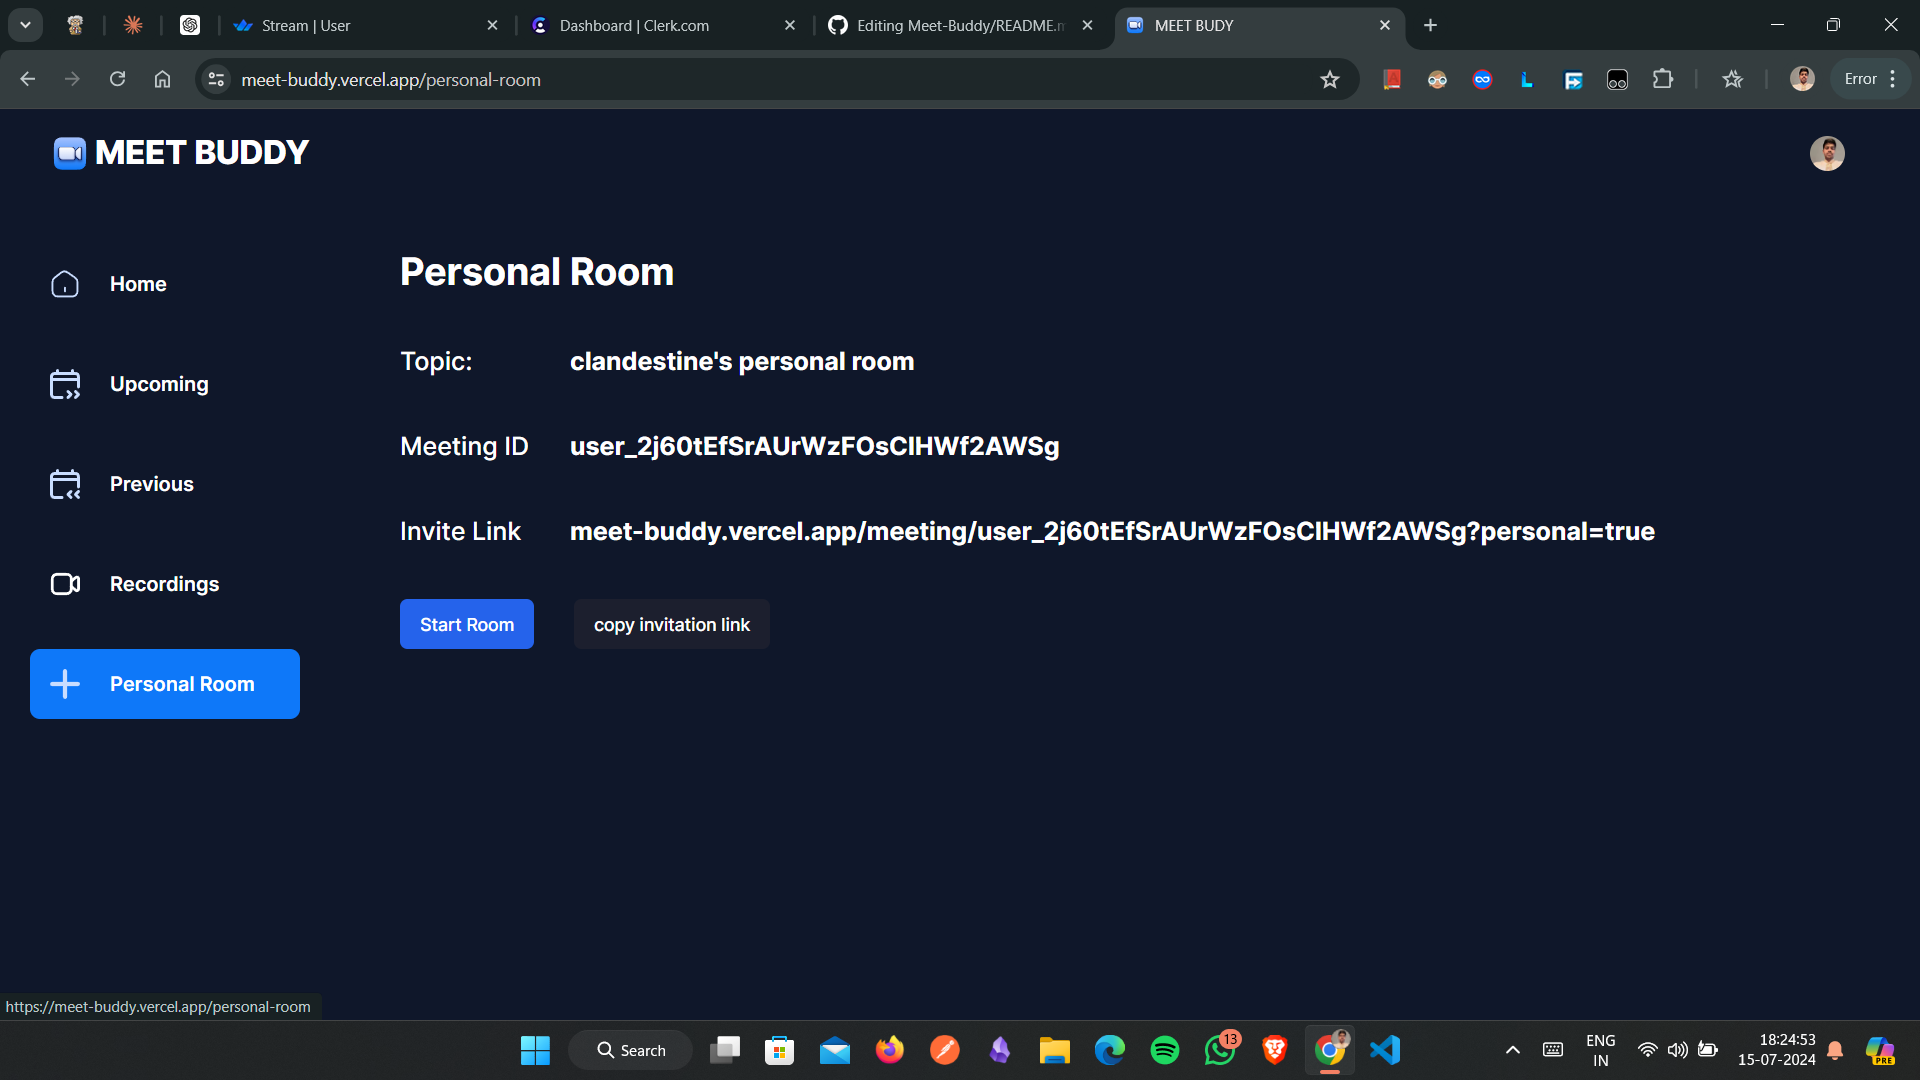 Stream | User
Dashboard | Clerk.com
Editing Meet-Buddy/README.m
MEET BUDY
meet-buddy.vercel.app/personal-room
Error
MEET BUDDY
Home
Upcoming
Previous
Recordings
Personal Room
Personal Room
Topic: clandestine's personal room
Meeting ID user_2j60tEfSrAUrWzFOsCIHWf2AWSg
Invite Link meet-buddy.vercel.app/meeting/user_2j60tEfSrAUrWzFOsCIHWf2AWSg?personal=true
Start Room copy invitation link
https://meet-buddy.vercel.app/personal-room
Search
13
ENG
IN
18:24:53
15-07-2024
PRE